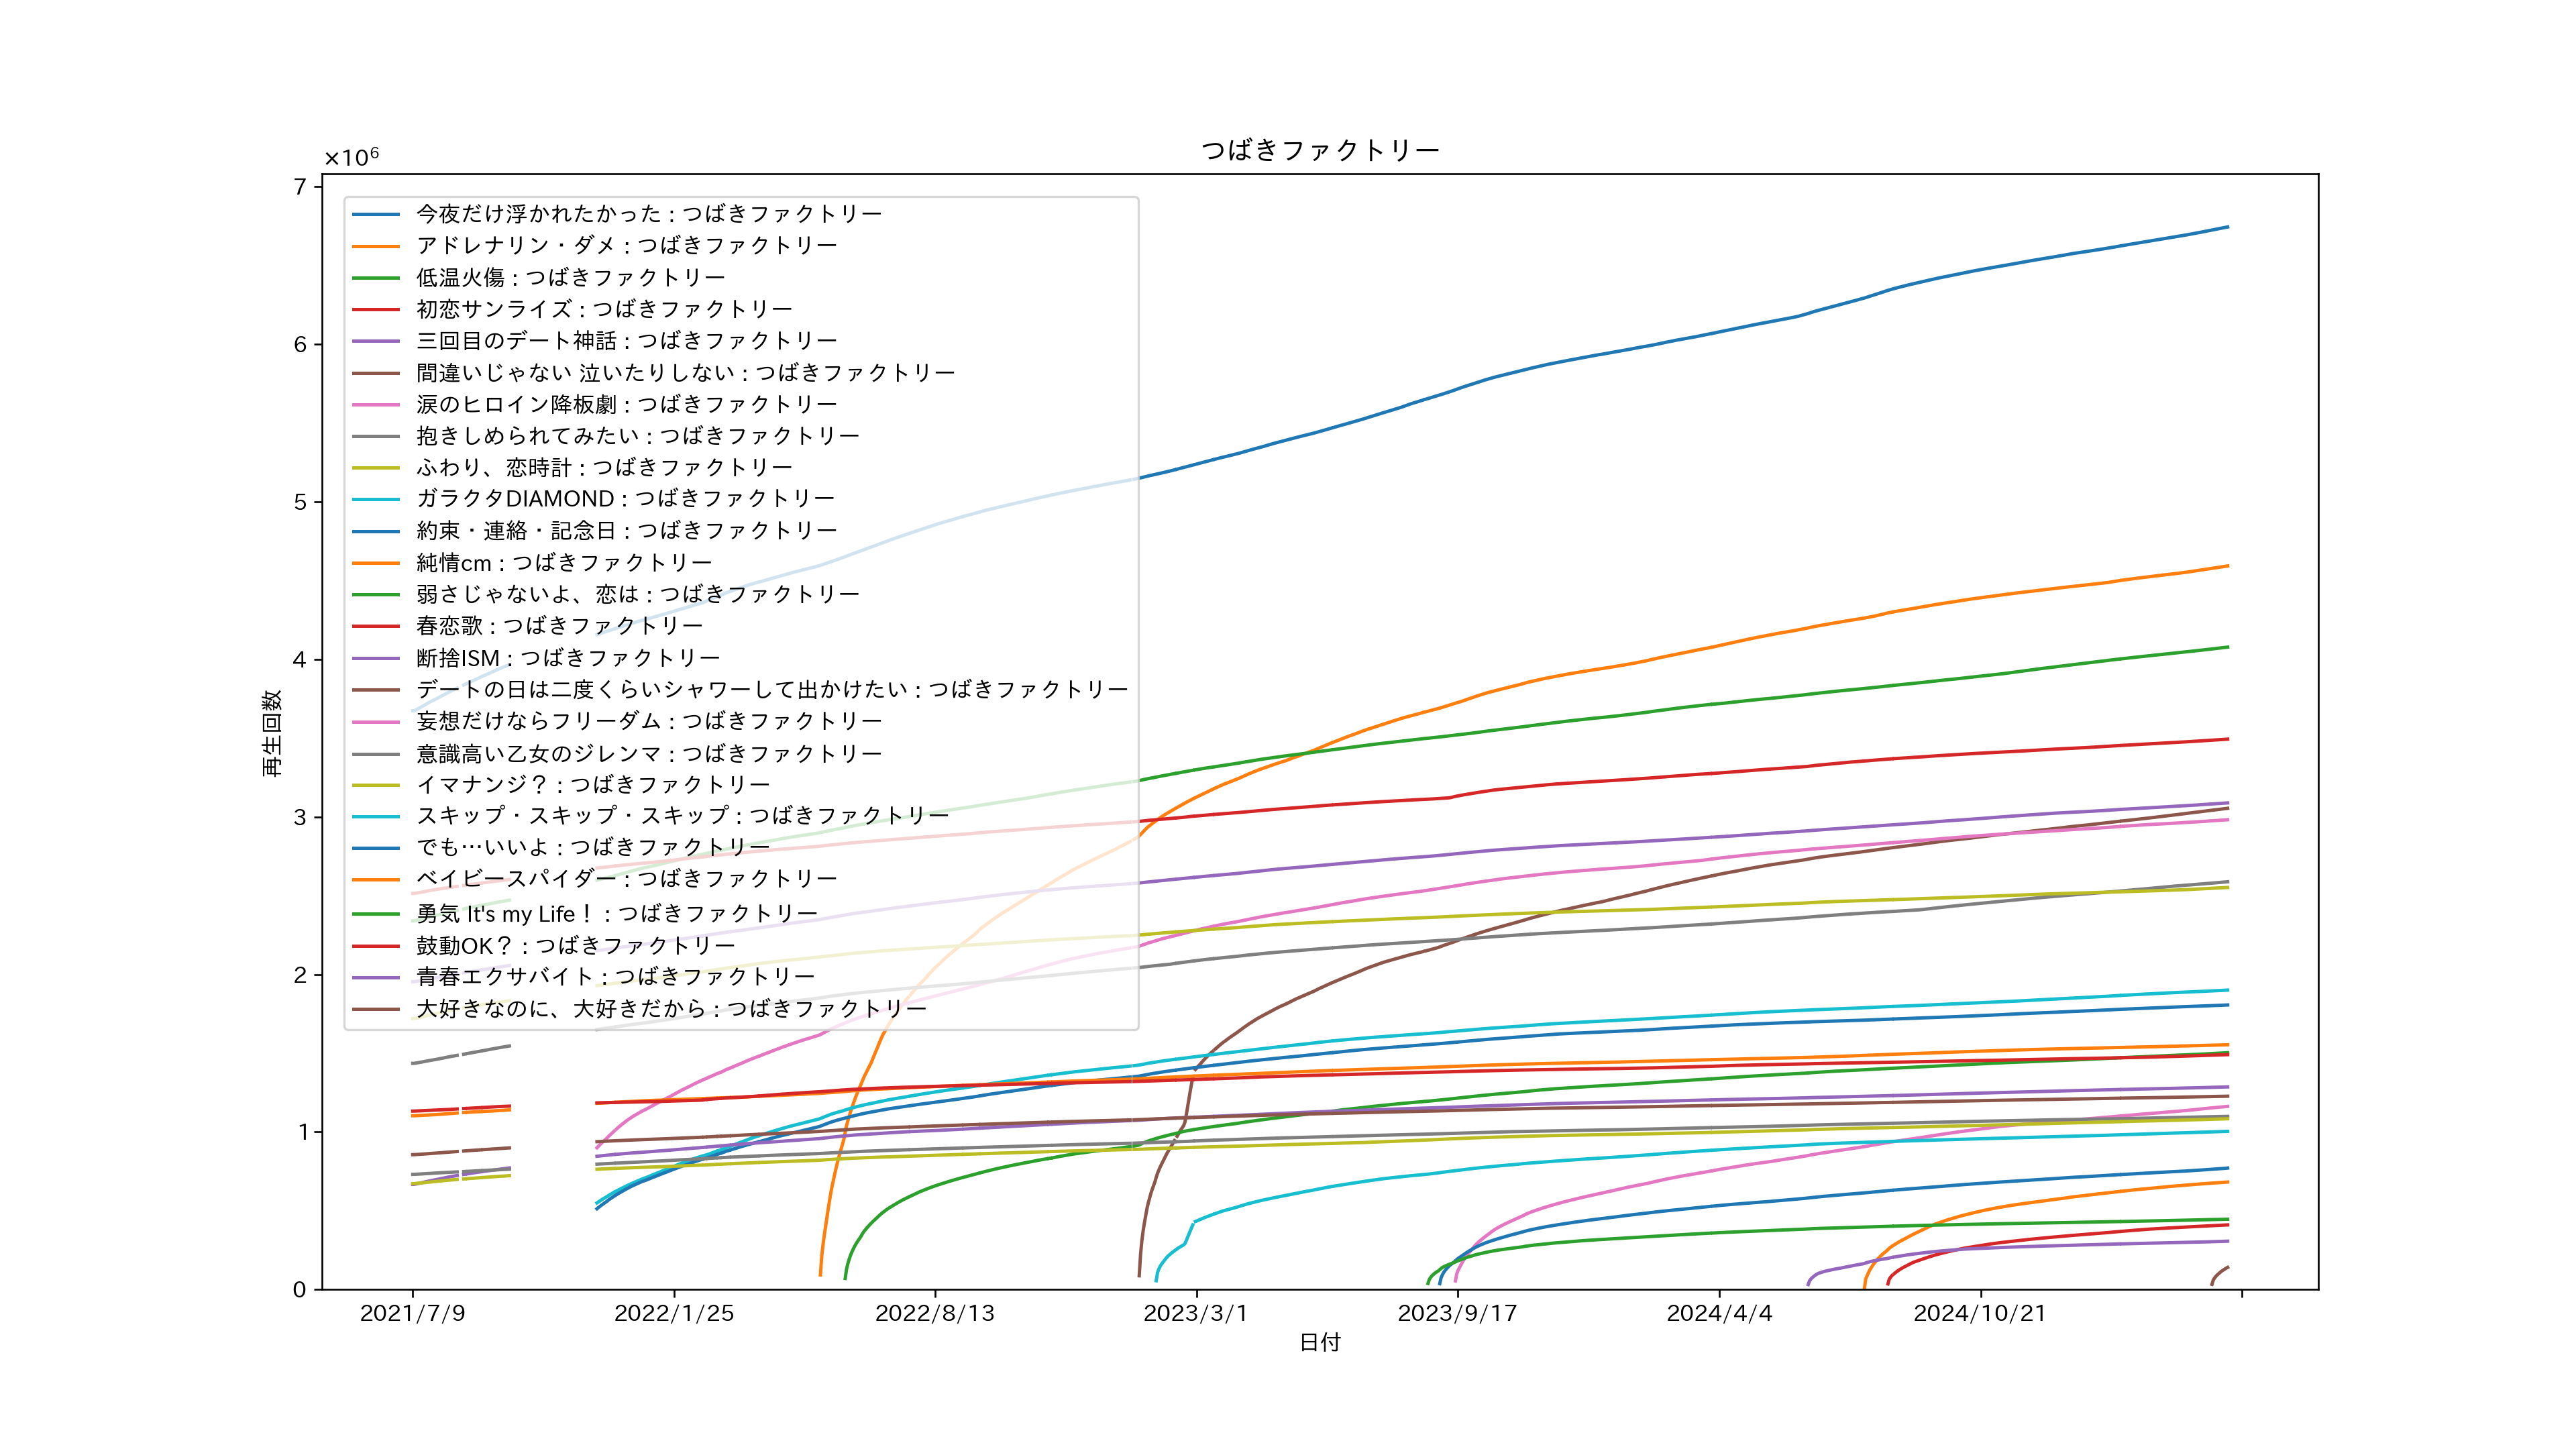 つばきファクトリー
×10⁶
7
6
5
4
3
2
1
0
再生回数
今夜だけ浮かれたかった : つばきファクトリー
アドレナリン・ダメ : つばきファクトリー
低温火傷 : つばきファクトリー
初恋サンライズ : つばきファクトリー
三回目のデート神話 : つばきファクトリー
間違いじゃない 泣いたりしない : つばきファクトリー
涙のヒロイン降板劇 : つばきファクトリー
抱きしめられてみたい : つばきファクトリー
ふわり、恋時計 : つばきファクトリー
ガラクタDIAMOND : つばきファクトリー
約束・連絡・記念日 : つばきファクトリー
純情cm : つばきファクトリー
弱さじゃないよ、恋は : つばきファクトリー
春恋歌 : つばきファクトリー
断捨ISM : つばきファクトリー
デートの日は二度くらいシャワーして出かけたい : つばきファクトリー
妄想だけならフリーダム : つばきファクトリー
意識高い乙女のジレンマ : つばきファクトリー
イマナンジ？ : つばきファクトリー
スキップ・スキップ・スキップ : つばきファクトリー
でも…いいよ : つばきファクトリー
ベイビースパイダー : つばきファクトリー
勇気 It's my Life！ : つばきファクトリー
鼓動OK？ : つばきファクトリー
青春エクサバイト : つばきファクトリー
大好きなのに、大好きだから : つばきファクトリー
2021/7/9 2022/1/25 2022/8/13 2023/3/1 2023/9/17 2024/4/4 2024/10/21
日付